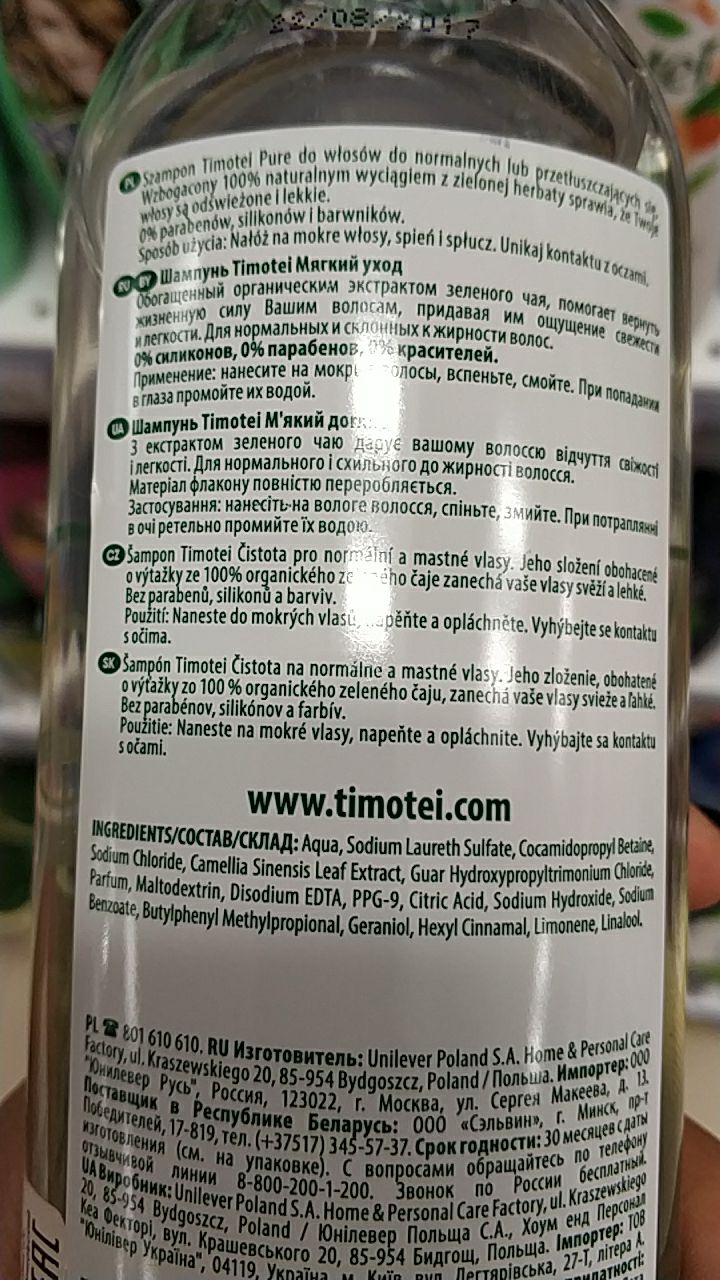 22/08/2017
PL Szampon Timotei Pure do włosów do normalnych lub przetłuszczających się.
Wzbogacony 100% naturalnym wyciągiem z zielonej herbaty sprawia, że Twoje
włosy są odświeżone i lekkie.
0% parabenów, silikonów i barwników.
Sposób użycia: Nałóż na mokre włosy, spień i spłucz. Unikaj kontaktu z oczami.
RU BY Шампунь Timotei Мягкий уход
Обогащенный органическим экстрактом зеленого чая, помогает вернуть
жизненную силу Вашим волосам, придавая им ощущение свежести
и легкости. Для нормальных и склонных к жирности волос.
0% силиконов, 0% парабенов, 0% красителей.
Применение: нанесите на мокрые волосы, вспеньте, смойте. При попадании
в глаза промойте их водой.
UA Шампунь Timotei М'який
З екстрактом зеленого чаю дарує вашому волоссю відчуття свіжості
і легкості. Для нормального і схильного до жирності волосся.
Матеріал флакону повністю переробляється.
Застосування: нанесіть на вологе волосся, спіньте, змийте. При потраплянні
в очі ретельно промийте їх водою.
CZ Šampon Timotei Čistota pro normální a mastné vlasy. Jeho složení obohacené
o výtažky ze 100% organického čaje zanechá vaše vlasy svěží a lehké.
Bez parabenů, silikonů a barviv.
Použití: Naneste do mokrých vlasů, napěňte a opláchněte. Vyhýbejte se kontaktu
s očima.
SK Šampón Timotei Čistota na normálne a mastné vlasy. Jeho zloženie, obohatené
o výťažky zo 100 % organického zeleného čaju, zanechá vaše vlasy svieže a ľahké.
Bez parabénov, silikónov a farbív.
Použitie: Naneste na mokré vlasy, napeňte a opláchnite. Vyhýbajte sa kontaktu
s očami.
www.timotei.com
INGREDIENTS/СОСТАВ/СКЛАД: Aqua, Sodium Laureth Sulfate, Cocamidopropyl Betaine,
Sodium Chloride, Camellia Sinensis Leaf Extract, Guar Hydroxypropyltrimonium Chloride,
Parfum, Maltodextrin, Disodium EDTA, PPG-9, Citric Acid, Sodium Hydroxide, Sodium
Benzoate, Butylphenyl Methylpropional, Geraniol, Hexyl Cinnamal, Limonene, Linalool.
PL ☎ 801 610 610. RU Изготовитель: Unilever Poland S.A. Home & Personal Care
Factory, ul. Kraszewskiego 20, 85-954 Bydgoszcz, Poland / Польша. Импортер: ООО
"Юнилевер Русь", Россия, 123022, г. Москва, ул. Сергея Макеева, д. 13.
Поставщик в Республике Беларусь: ООО «Сэльвин», г. Минск, пр-т
Победителей, 17-819, тел. (+37517) 345-57-37. Срок годности: 30 месяцев с даты
изготовления (см. на упаковке). С вопросами обращайтесь по телефону
отзывчивой линии 8-800-200-1-200. Звонок по России бесплатный.
UA Виробник: Unilever Poland S.A. Home & Personal Care Factory, ul. Kraszewskiego
20, 85-954 Bydgoszcz, Poland / Юнілевер Польща С.А., Хоум енд Персонал
Кеа Фекторі, вул. Крашевського 20, 85-954 Бидгощ, Польща. Імпортер: ТОВ
"Юнілівер Україна", 04119, Україна, м. Київ, вул. Дегтярівська, 27-Т, літера А.
EAC